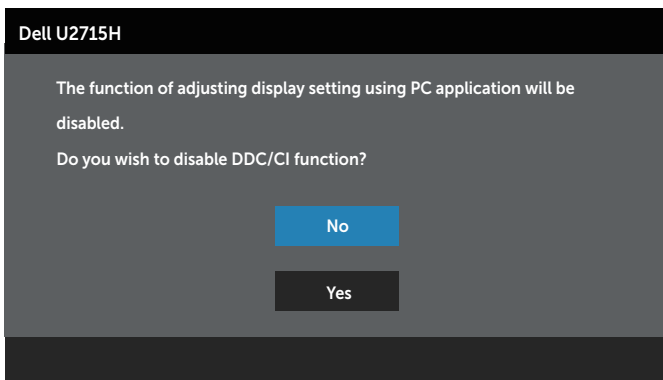 Dell U2715H
The function of adjusting display setting using PC application will be
disabled.
Do you wish to disable DDC/CI function?
No
Yes